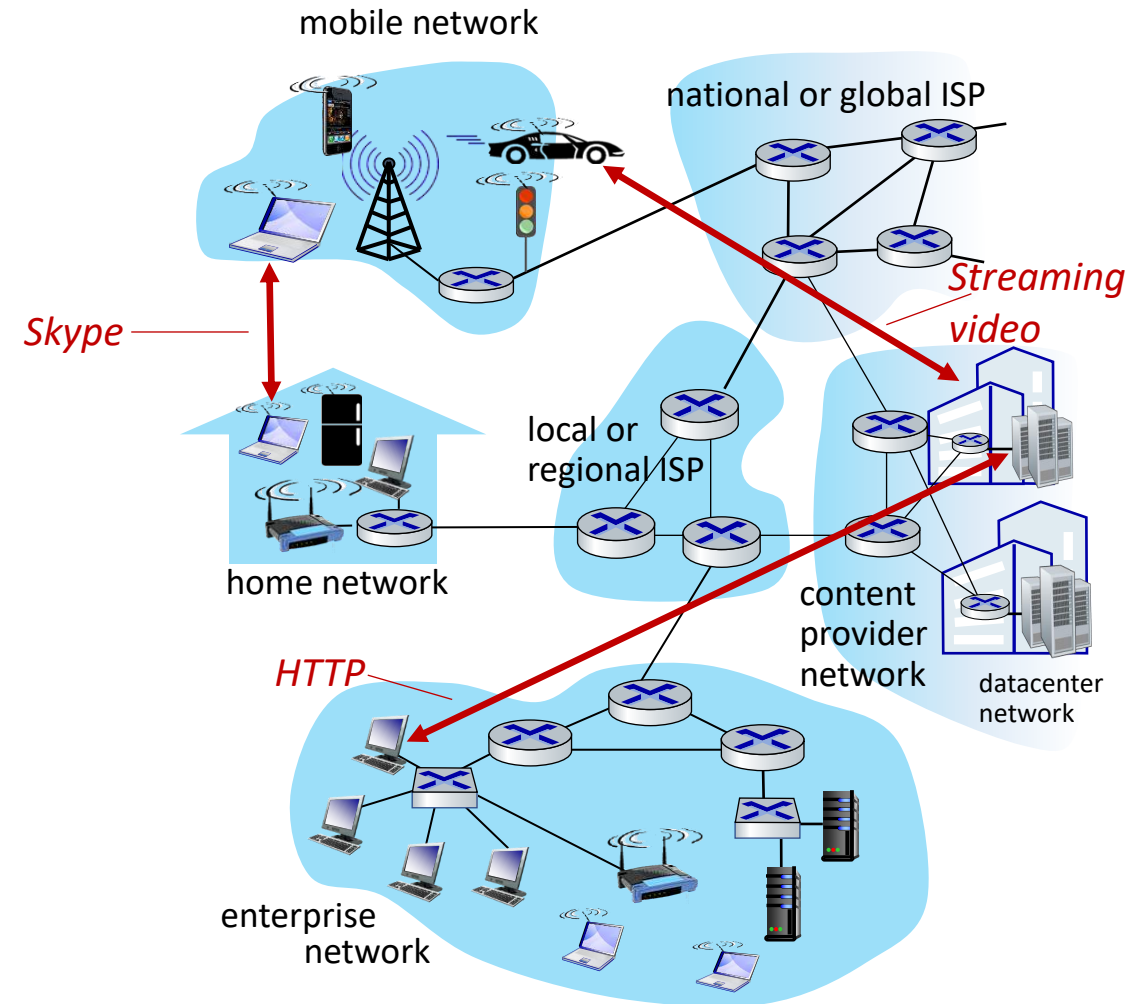 mobile network
national or global ISP
Streaming
video
Skype
local or
regional ISP
home network
content
provider
network
datacenter
network
HTTP
enterprise
network